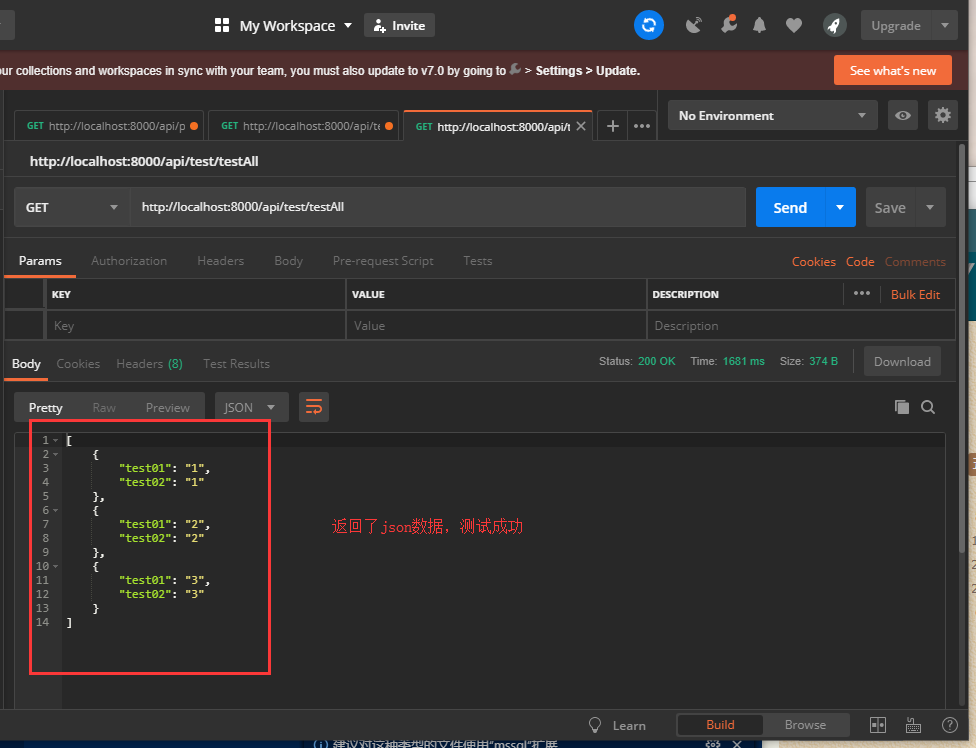 My Workspace Invite Upgrade
our collections and workspaces in sync with your team, you must also update to v7.0 by going to > Settings > Update. See what's new
GET http://localhost:8000/api/p GET http://localhost:8000/api/te GET http://localhost:8000/api/t No Environment
http://localhost:8000/api/test/testAll
GET http://localhost:8000/api/test/testAll Send Save
Params Authorization Headers Body Pre-request Script Tests Cookies Code Comments
KEY VALUE DESCRIPTION Bulk Edit
Key Value Description
Body Cookies Headers (8) Test Results Status: 200 OK Time: 1681 ms Size: 374 B Download
Pretty Raw Preview JSON
1 [
2 {
3 "test01": "1",
4 "test02": "1"
5 },
6 {
7 "test01": "2",
8 "test02": "2"
9 },
10 {
11 "test01": "3",
12 "test02": "3"
13 }
14 ]
返回了json数据，测试成功
Learn Build Browse
建议对这种类型的文件使用"mssql"扩展